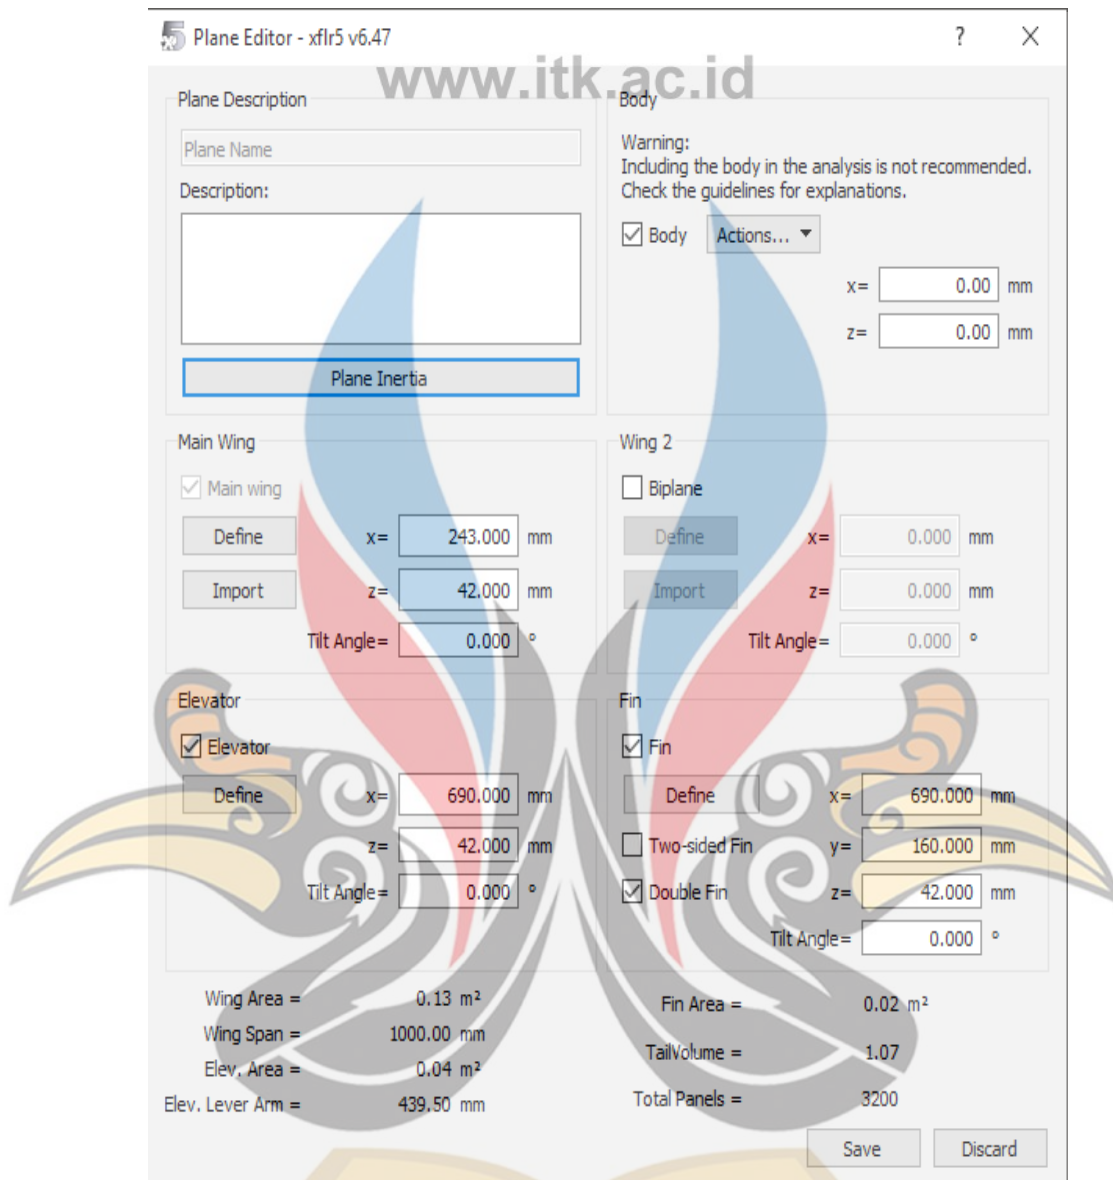 Plane Editor - xflr5 v6.47
?
www.itk.ac.id
Plane Description
Plane Name
Description:
Plane Inertia
Body
Warning:
Including the body in the analysis is not recommended.
Check the guidelines for explanations.
Body Actions...
x= 0.00 mm
z= 0.00 mm
Main Wing
Main wing
Define x= 243.000 mm
Import z= 42.000 mm
Tilt Angle= 0.000 °
Wing 2
Biplane
Define x= 0.000 mm
Import z= 0.000 mm
Tilt Angle= 0.000 °
Elevator
Elevator
Define x= 690.000 mm
z= 42.000 mm
Tilt Angle= 0.000 °
Fin
Fin
Define x= 690.000 mm
Two-sided Fin y= 160.000 mm
Double Fin z= 42.000 mm
Tilt Angle= 0.000 °
Wing Area = 0.13 m²
Wing Span = 1000.00 mm
Elev. Area = 0.04 m²
Elev. Lever Arm = 439.50 mm
Fin Area = 0.02 m²
TailVolume = 1.07
Total Panels = 3200
Save Discard